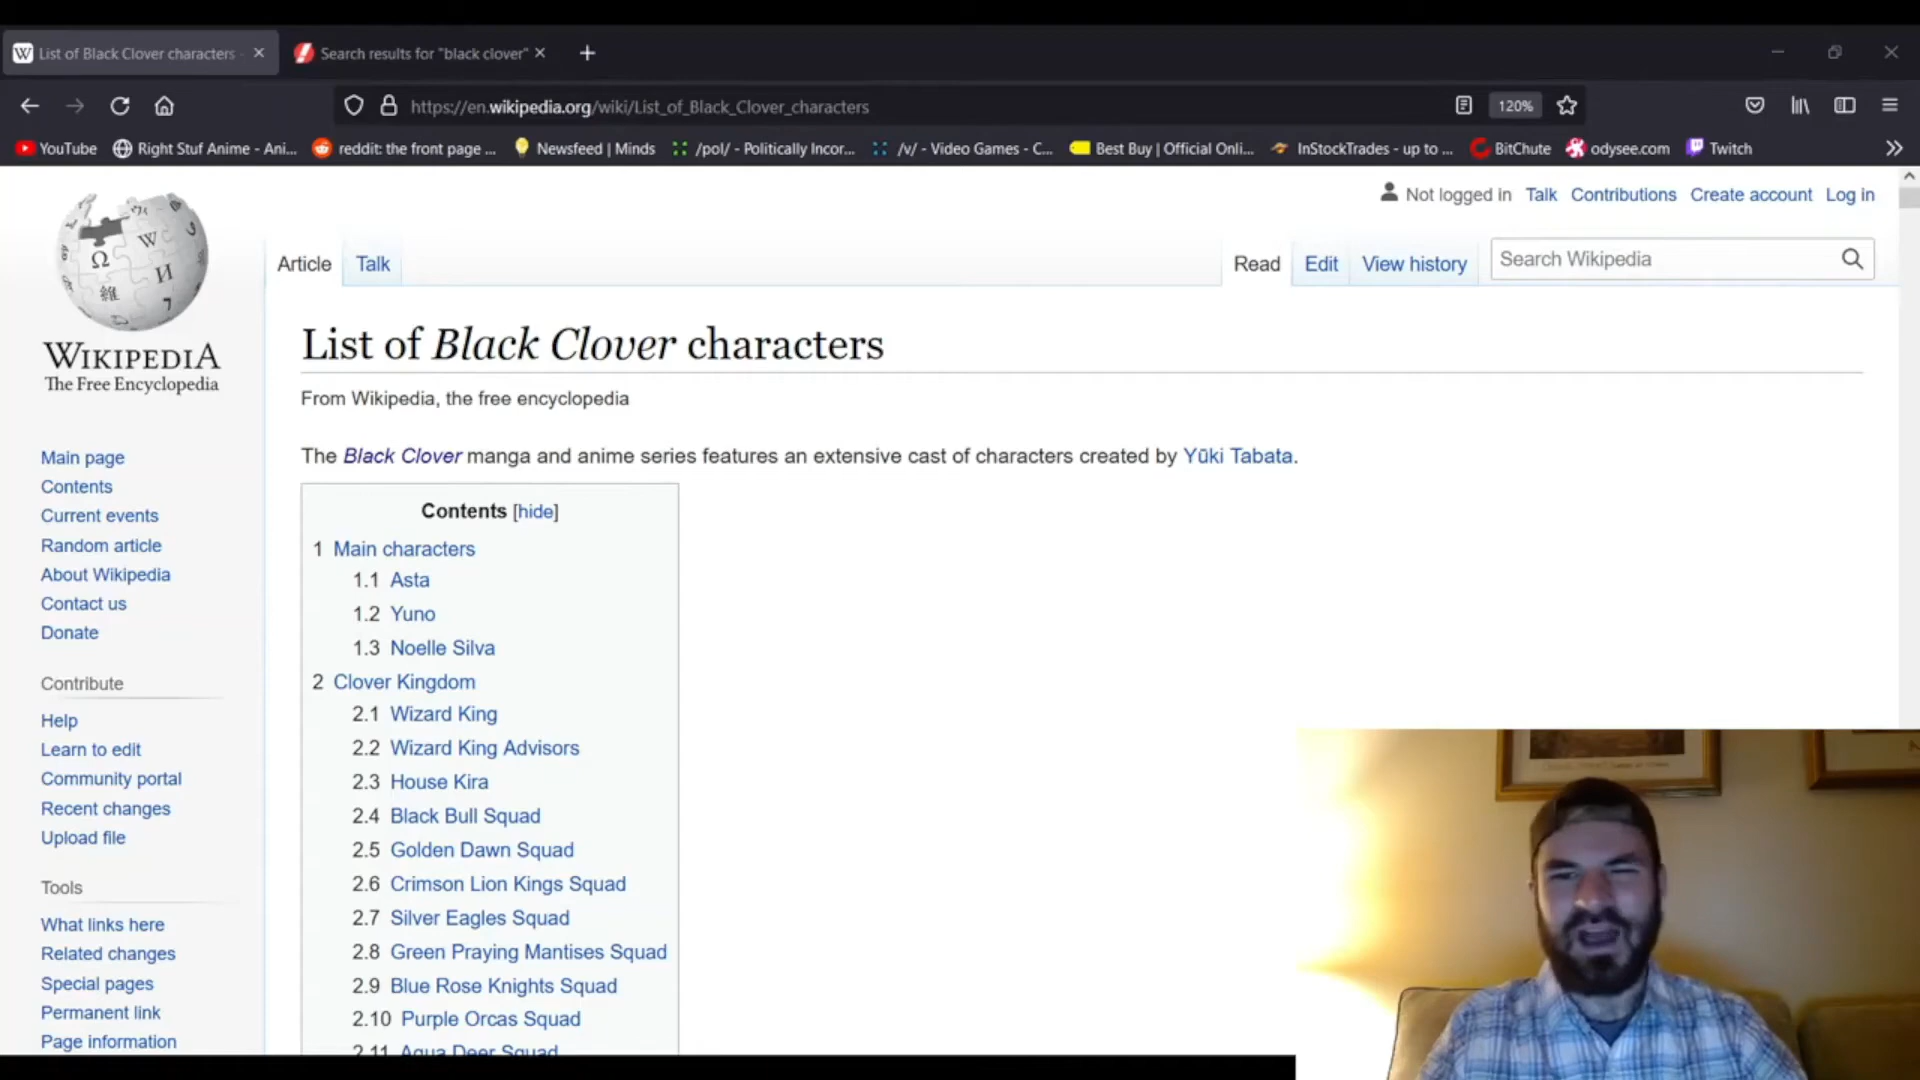 List of Black Clover characters -
Search results for "black clover"
https://en.wikipedia.org/wiki/List_of_Black_Clover_characters
120%
YouTube
Right Stuf Anime - Ani...
reddit: the front page ...
Newsfeed | Minds
/pol/ - Politically Incor...
/v/ - Video Games - C...
Best Buy | Official Onli...
InStockTrades - up to ...
BitChute
odysee.com
Twitch
Not logged in Talk Contributions Create account Log in
Article Talk
Read Edit View history
Search Wikipedia
WIKIPEDIA
The Free Encyclopedia
Main page
Contents
Current events
Random article
About Wikipedia
Contact us
Donate
Contribute
Help
Learn to edit
Community portal
Recent changes
Upload file
Tools
What links here
Related changes
Special pages
Permanent link
Page information
List of Black Clover characters
From Wikipedia, the free encyclopedia
The Black Clover manga and anime series features an extensive cast of characters created by Yūki Tabata.
Contents [hide]
1 Main characters
1.1 Asta
1.2 Yuno
1.3 Noelle Silva
2 Clover Kingdom
2.1 Wizard King
2.2 Wizard King Advisors
2.3 House Kira
2.4 Black Bull Squad
2.5 Golden Dawn Squad
2.6 Crimson Lion Kings Squad
2.7 Silver Eagles Squad
2.8 Green Praying Mantises Squad
2.9 Blue Rose Knights Squad
2.10 Purple Orcas Squad
2.11 Aqua Deer Squad